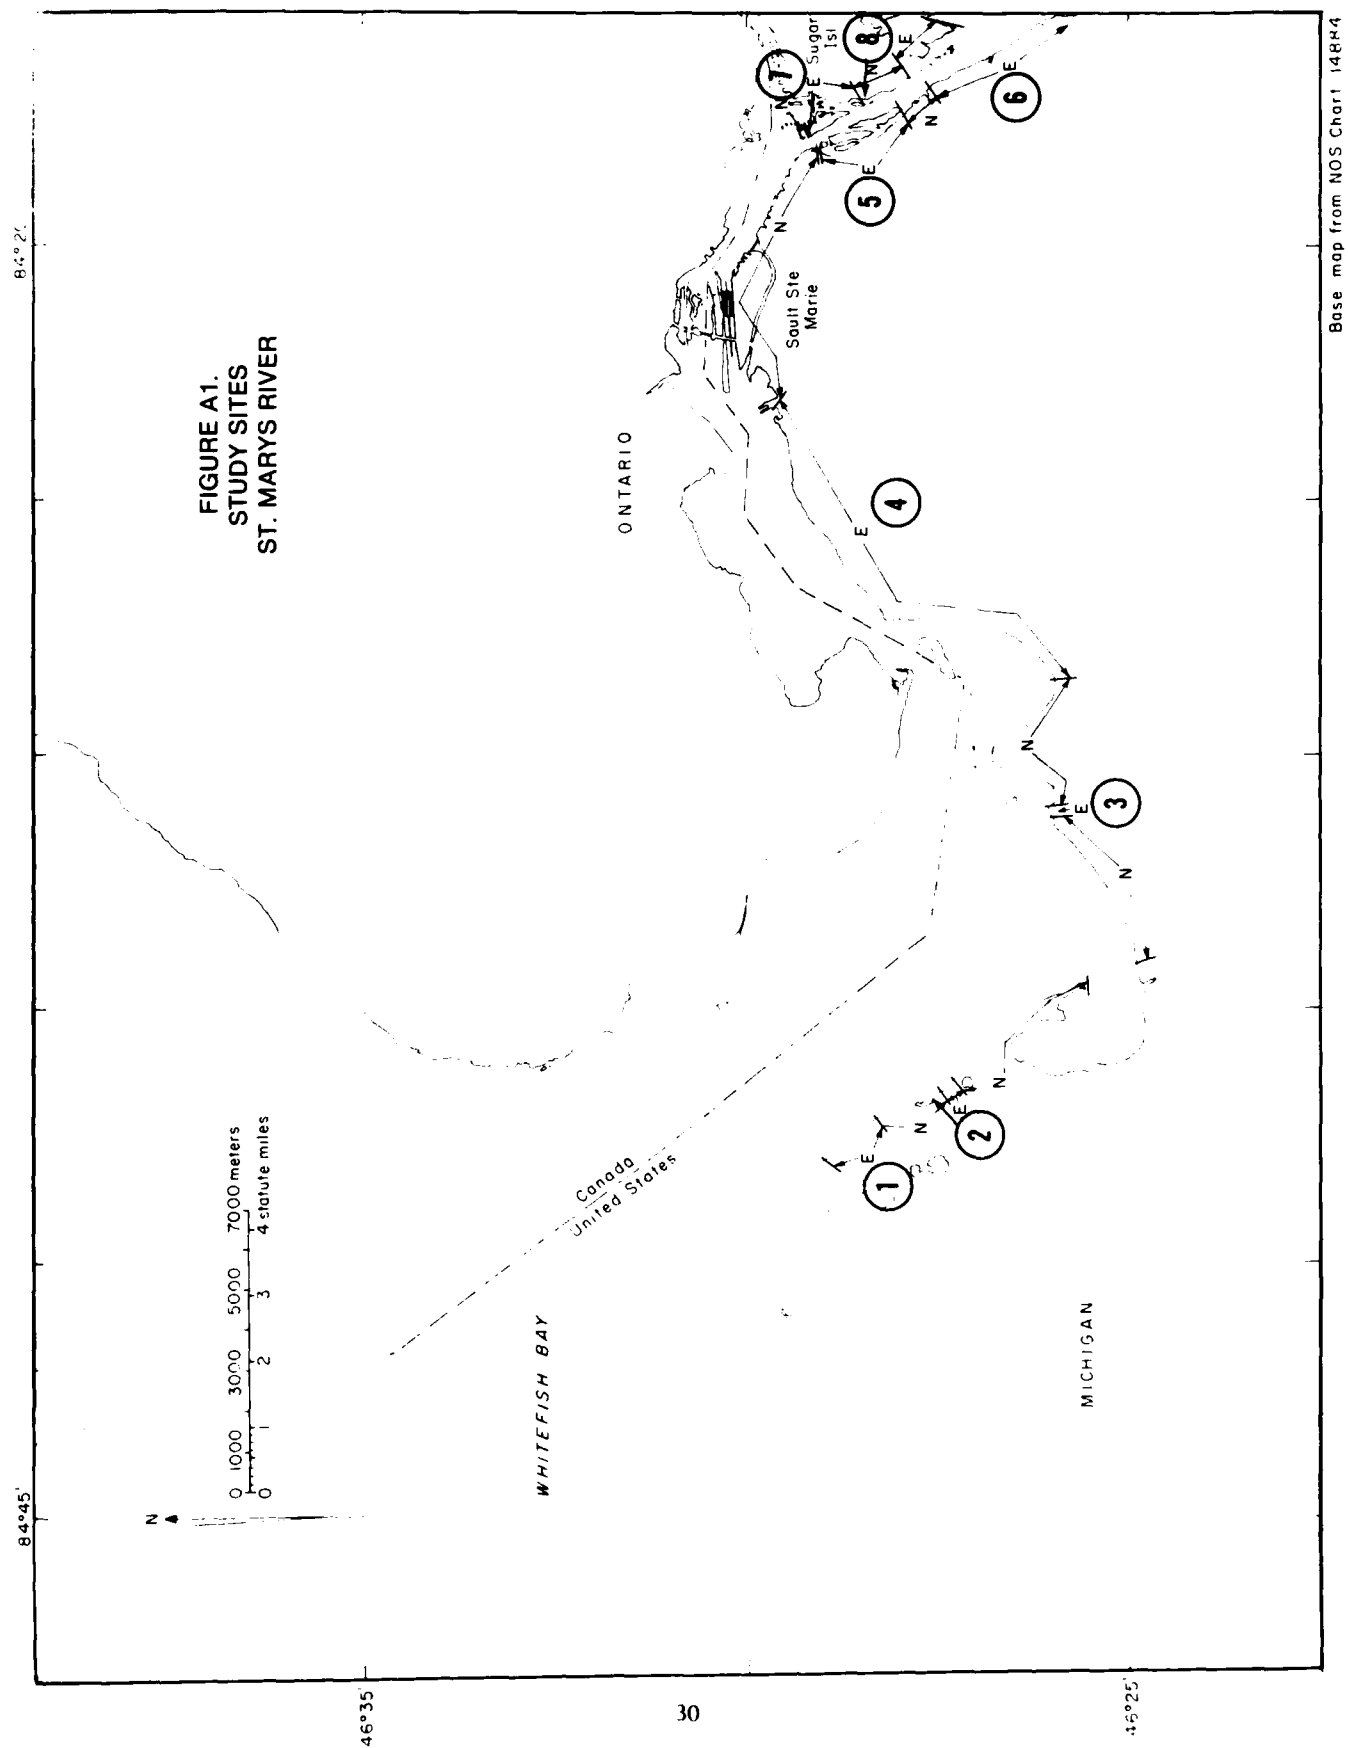 FIGURE A1.
STUDY SITES
ST. MARYS RIVER
84°45'
N
0 1000 3000 5000 7000 meters
0 1 2 3 4 statute miles
46°35'
30
46°25'
WHITEFISH BAY
Canada
United States
ONTARIO
MICHIGAN
Sault Ste
Marie
Sugar
Isl
1
E
N
2
E
N
N
3
E
N
4
E
N
5
E
N
6
E
7
N
E
8
N
E
Base map from NOS Chart 14884